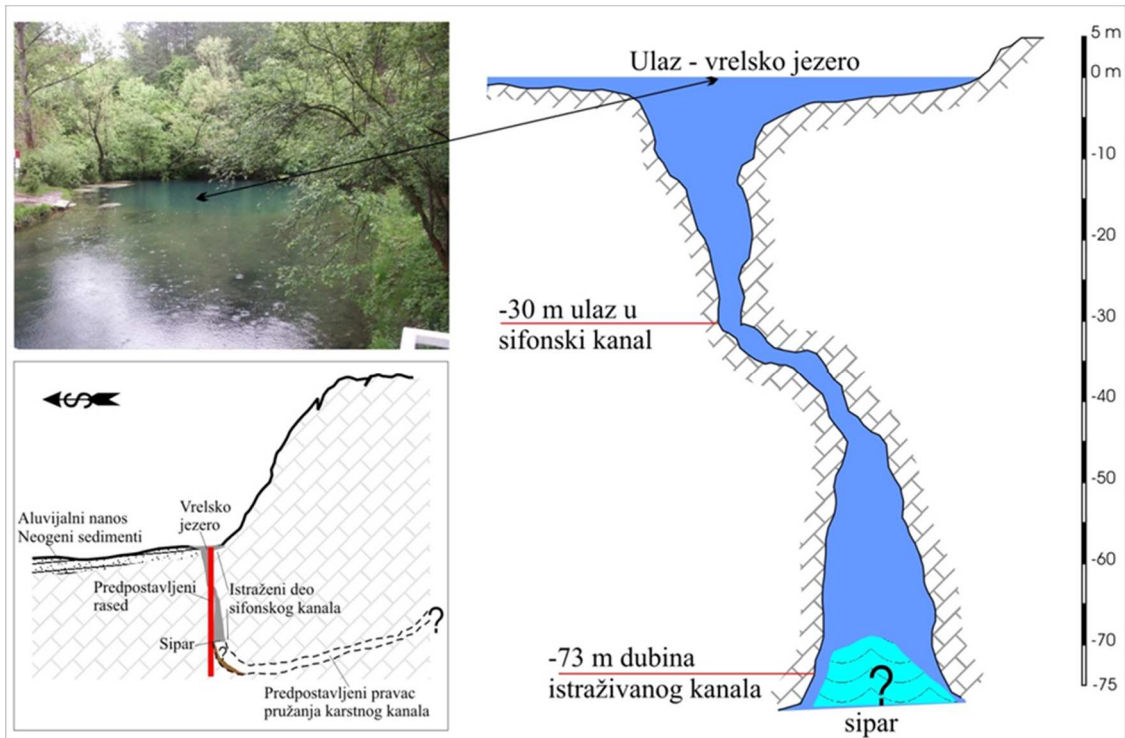 Ulaz - vrelsko jezero
-30 m ulaz u
sifonski kanal
-73 m dubina
istraživanog kanala
?
sipar
5 m
0 m
-10
-20
-30
-40
-50
-60
-70
-75
S
Aluvijalni nanos
Neogeni sedimenti
Vrelsko
jezero
Predpostavljeni
rased
Istraženi deo
sifonskog kanala
Sipar
?
?
Predpostavljeni pravac
pružanja karstnog kanala